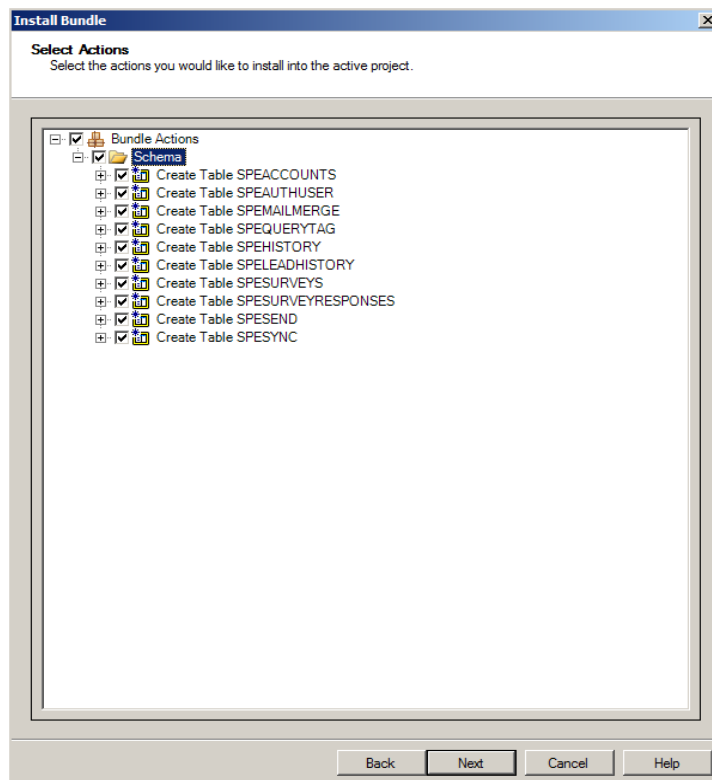 Install Bundle
Select Actions
Select the actions you would like to install into the active project.
Bundle Actions
Schema
Create Table SPEACCOUNTS
Create Table SPEAUTHUSER
Create Table SPEMAILMERGE
Create Table SPEQUERYTAG
Create Table SPEHISTORY
Create Table SPELEADHISTORY
Create Table SPESURVEYS
Create Table SPESURVEYRESPONSES
Create Table SPESEND
Create Table SPESYNC
Back Next Cancel Help